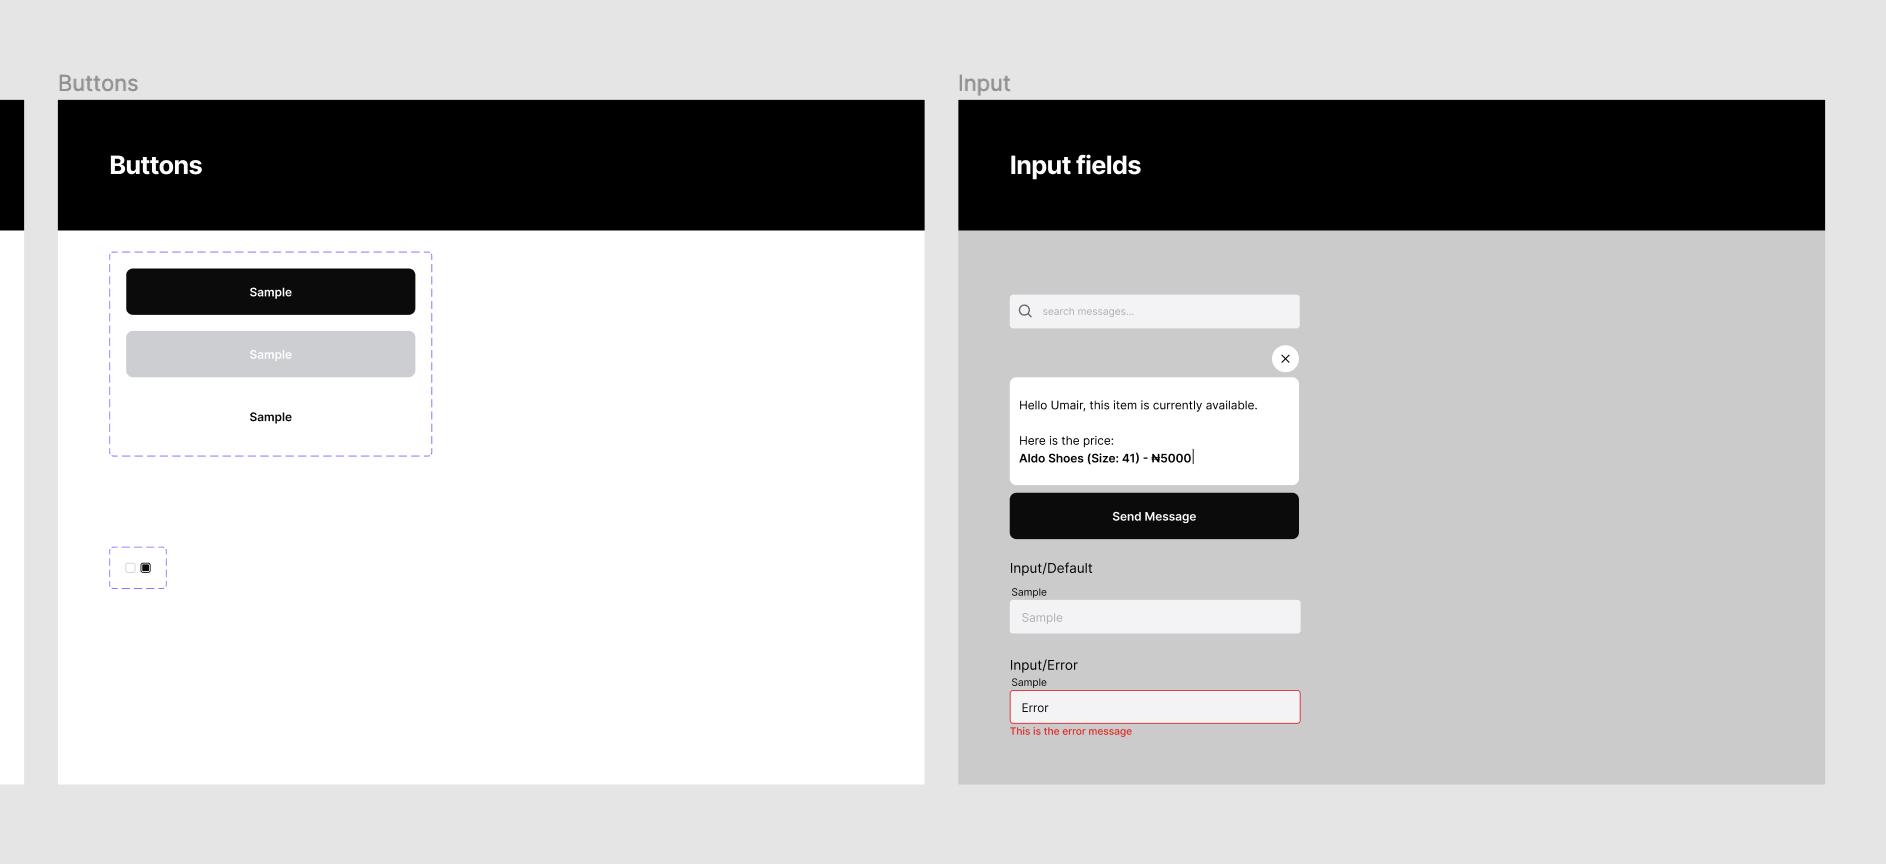 Buttons
Buttons
Sample
Sample
Sample
Input
Input fields
search messages...
Hello Umair, this item is currently available.
Here is the price:
Aldo Shoes (Size: 41) - ₦5000
Send Message
Input/Default
Sample
Sample
Input/Error
Sample
Error
This is the error message